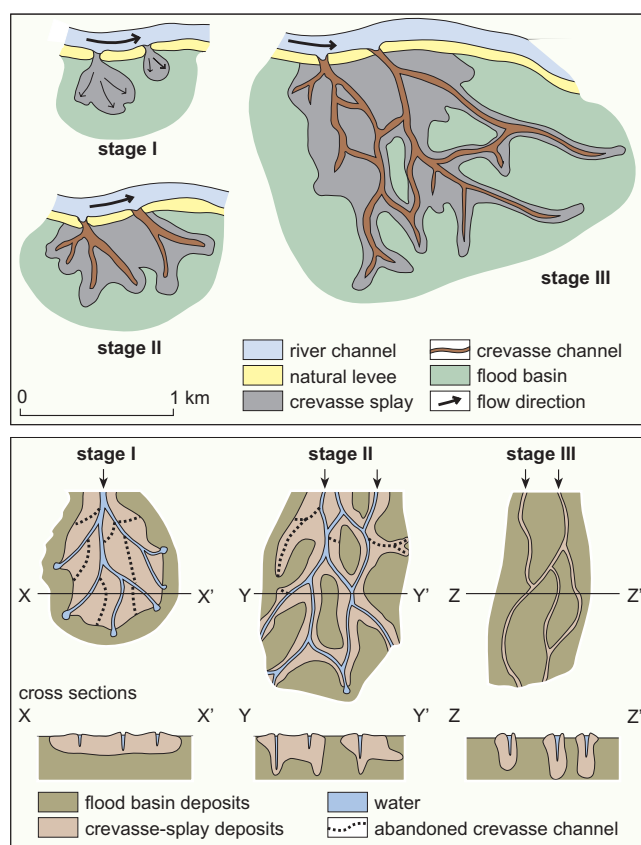 stage I
stage III
stage II
river channel
crevasse channel
natural levee
flood basin
0
1 km
crevasse splay
flow direction
stage I
stage II
stage III
X
X'
Y
Y'
Z
Z'
cross sections
X
X'
Y
Y'
Z
Z'
flood basin deposits
water
crevasse-splay deposits
abandoned crevasse channel